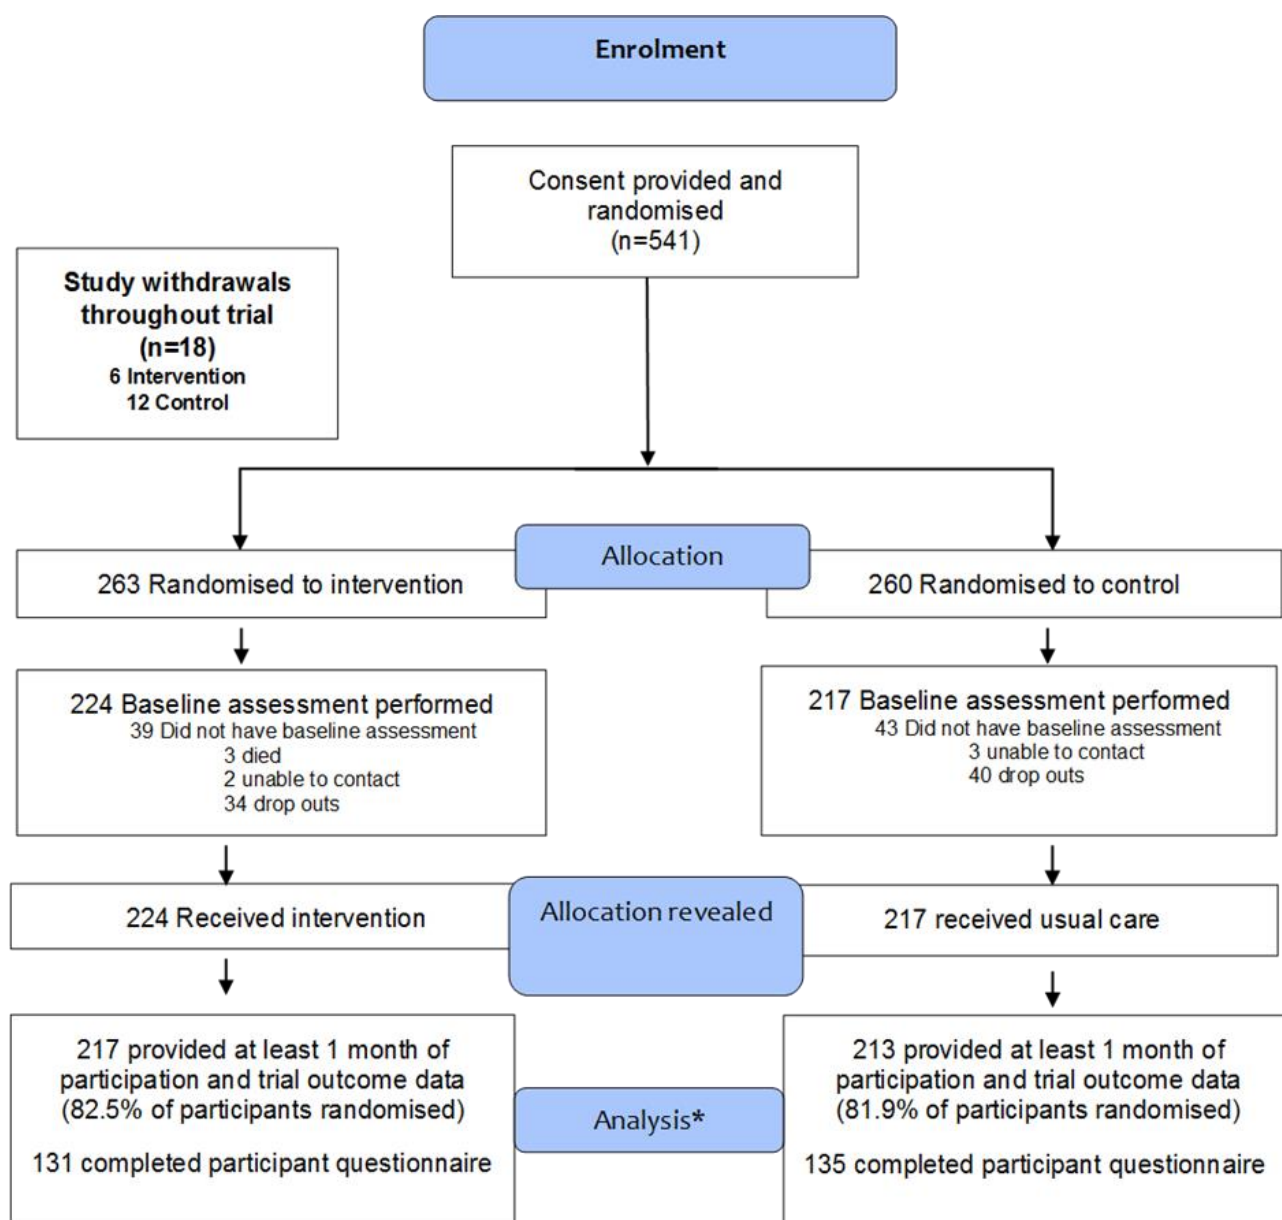 Enrolment
Consent provided and
randomised
(n=541)
Study withdrawals
throughout trial
(n=18)
6 Intervention
12 Control
Allocation
263 Randomised to intervention
260 Randomised to control
224 Baseline assessment performed
39 Did not have baseline assessment
3 died
2 unable to contact
34 drop outs
217 Baseline assessment performed
43 Did not have baseline assessment
3 unable to contact
40 drop outs
224 Received intervention
Allocation revealed
217 received usual care
217 provided at least 1 month of
participation and trial outcome data
(82.5% of participants randomised)
131 completed participant questionnaire
Analysis*
213 provided at least 1 month of
participation and trial outcome data
(81.9% of participants randomised)
135 completed participant questionnaire